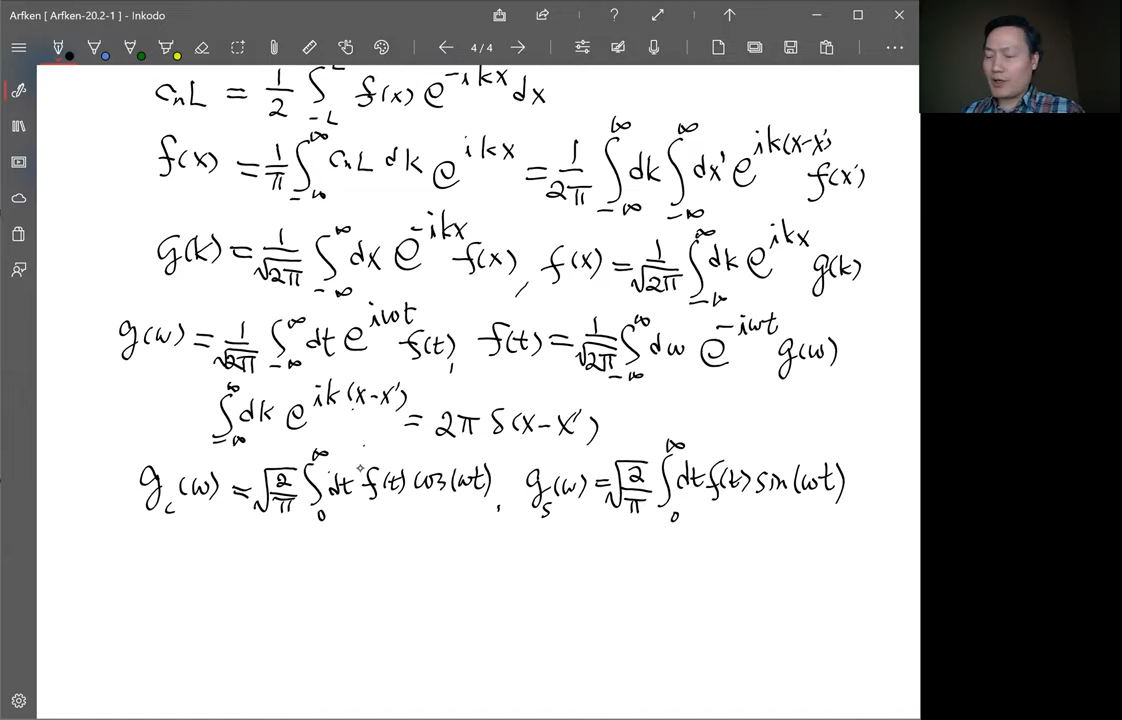 Arfken [ Arfken-20.2-1 ] - Inkodo
4/4
cₙL = 1/2 ∫_{-L}^{L} f(x) e^{-ikx} dx
f(x) = 1/π ∫_{-∞}^{∞} cₙL dk e^{ikx} = 1/2π ∫_{-∞}^{∞} dk ∫_{-∞}^{∞} dx' e^{ik(x-x')} f(x')
g(k) = 1/√2π ∫_{-∞}^{∞} dx e^{-ikx} f(x), f(x) = 1/√2π ∫_{-∞}^{∞} dk e^{ikx} g(k)
g(ω) = 1/√2π ∫_{-∞}^{∞} dt e^{iωt} f(t), f(t) = 1/√2π ∫_{-∞}^{∞} dω e^{-iωt} g(ω)
∫_{-∞}^{∞} dk e^{ik(x-x')} = 2π δ(x-x')
g_c(ω) = √(2/π) ∫_0^∞ dt f(t) cos(ωt), g_s(ω) = √(2/π) ∫_0^∞ dt f(t) sin(ωt)